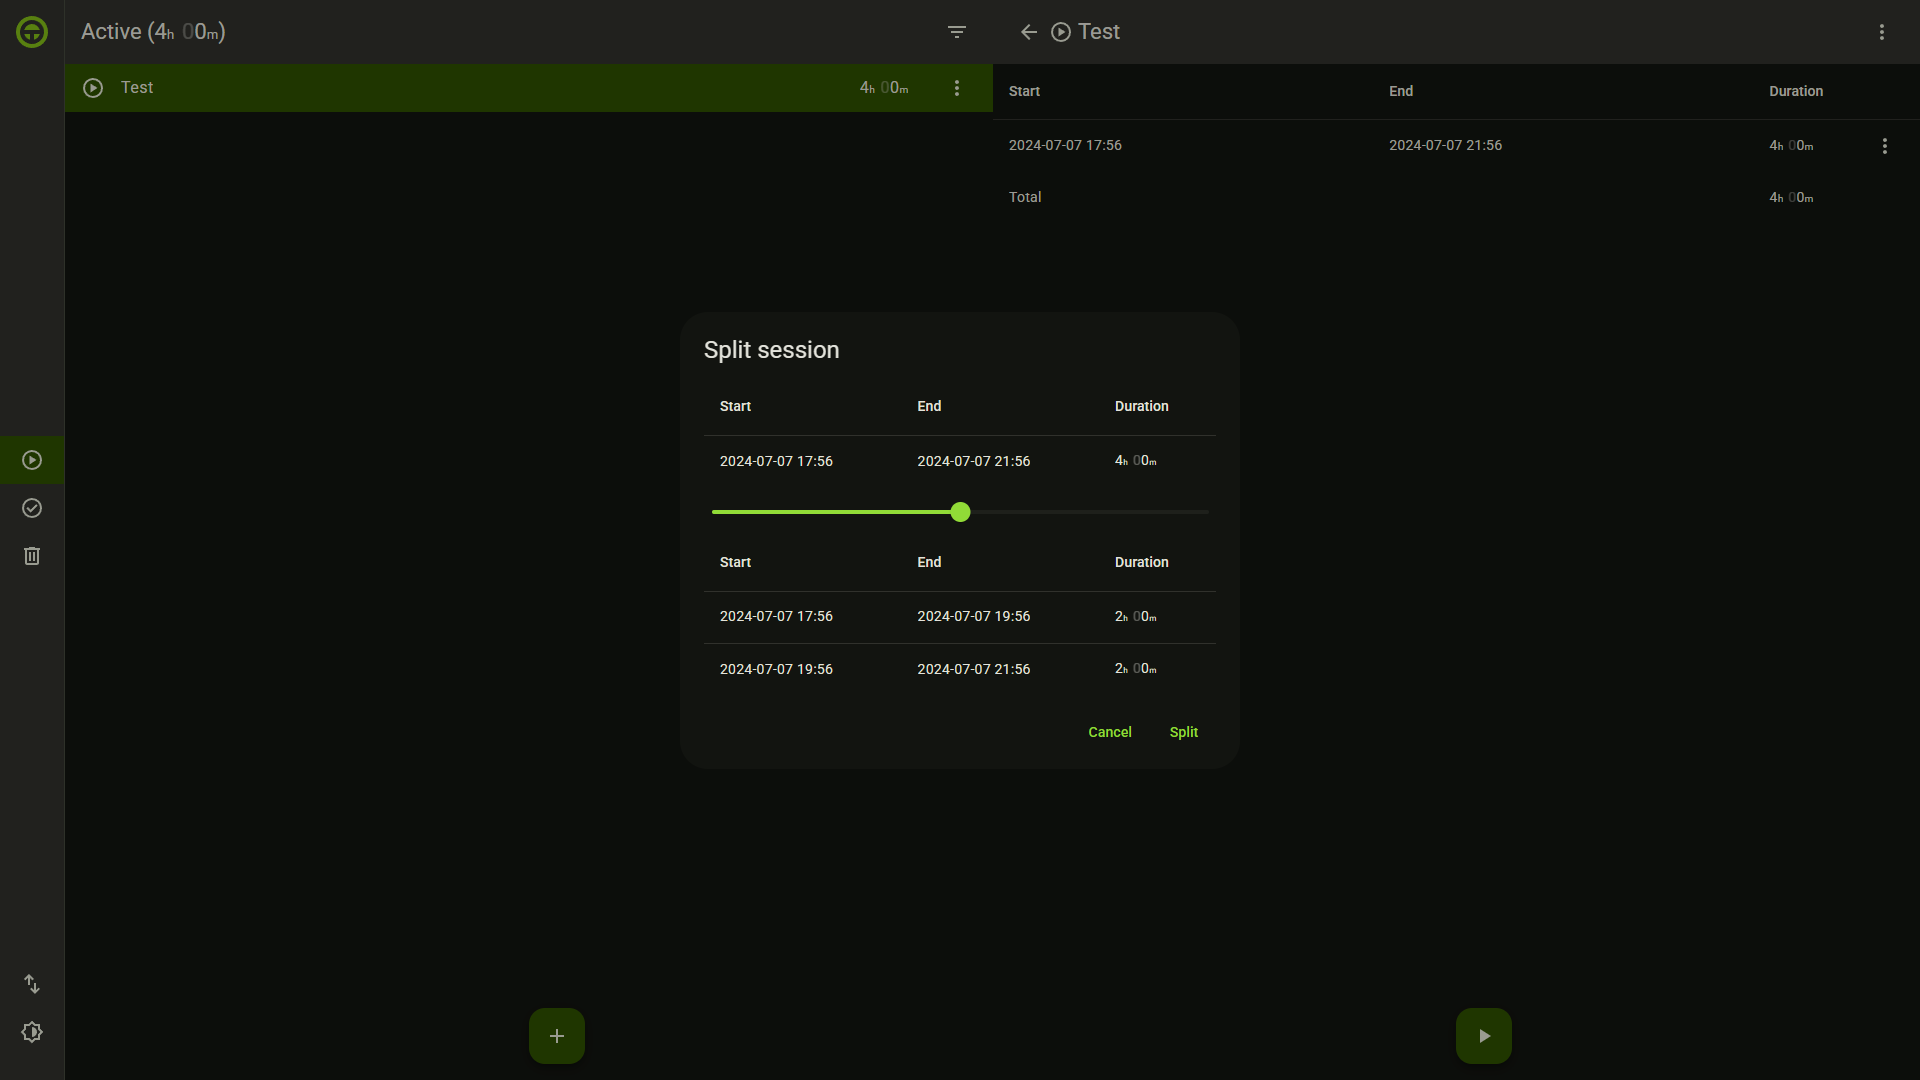 Active (4h 00m)
Test
Test 4h 00m
Start End Duration
2024-07-07 17:56 2024-07-07 21:56 4h 00m
Total 4h 00m
Split session
Start End Duration
2024-07-07 17:56 2024-07-07 21:56 4h 00m
Start End Duration
2024-07-07 17:56 2024-07-07 19:56 2h 00m
2024-07-07 19:56 2024-07-07 21:56 2h 00m
Cancel Split